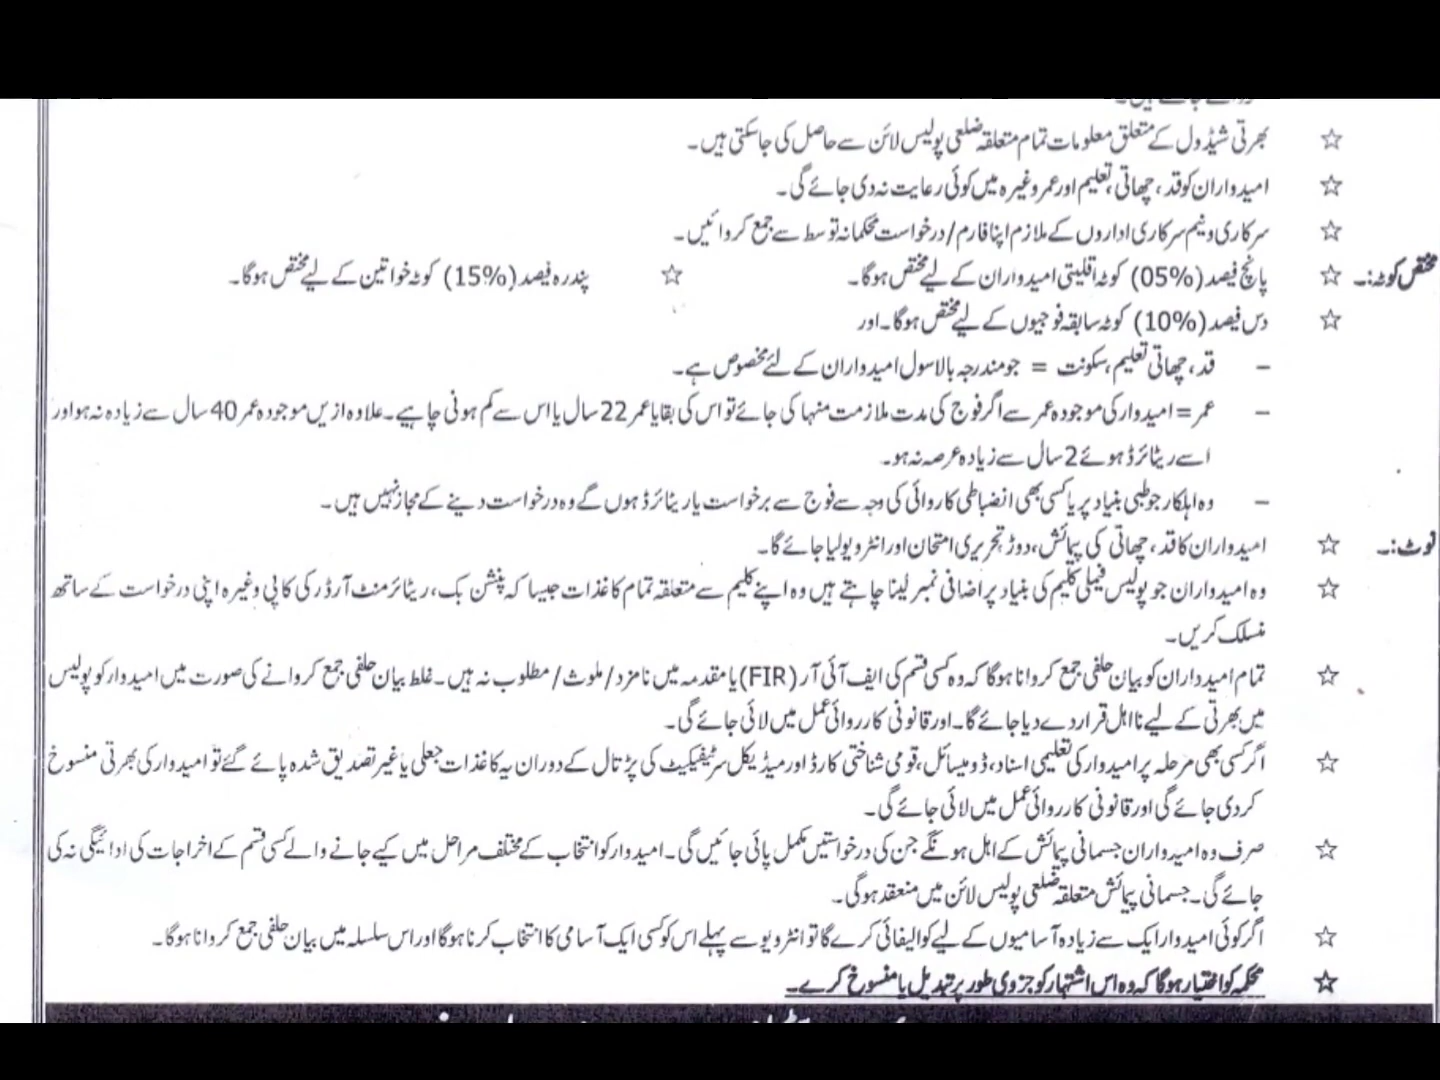 بھرتی شیڈول کے متعلق معلومات تمام متعلقہ ضلعی پولیس لائن سے حاصل کی جاسکتی ہیں۔ ☆
☆ امیدواران کو قد، چھاتی، تعلیم اور عمر وغیرہ میں کوئی رعایت نہ دی جائے گی۔
☆ سرکاری و نیم سرکاری اداروں کے ملازم اپنا فارم/درخواست محکمانہ توسط سے جمع کروائیں۔
مختص کوٹہ:۔ ☆ پانچ فیصد (05%) کوٹہ اقلیتی امیدواران کے لیے مختص ہوگا۔ ☆ پندرہ فیصد (15%) کوٹہ خواتین کے لیے مختص ہوگا۔
☆ دس فیصد (10%) کوٹہ سابقہ فوجیوں کے لیے مختص ہوگا۔اور
– قد، چھاتی تعلیم، سکونت = جو مندرجہ بالا سول امیدواران کے لئے مخصوص ہے۔
– عمر = امیدوار کی موجودہ عمر سے اگر فوج کی مدت ملازمت منہا کی جائے تو اس کی بقایا عمر 22 سال یا اس سے کم ہونی چاہیے۔علاوہ ازیں موجودہ عمر 40 سال سے زیادہ نہ ہو اور
اسے ریٹائرڈ ہوئے 2 سال سے زیادہ عرصہ نہ ہو۔
– وہ اہلکار جو طبی بنیاد پر یا کسی بھی انضباطی کاروائی کی وجہ سے فوج سے برخواست یا ریٹائرڈ ہوں گے وہ درخواست دینے کے مجاز نہیں ہیں۔
نوٹ:۔ ☆ امیدواران کا قد، چھاتی کی پیمائش، دوڑ تحریری امتحان اور انٹرویو لیا جائے گا۔
☆ وہ امیدواران جو پولیس فیملی کلیم کی بنیاد پر اضافی نمبر لینا چاہتے ہیں وہ اپنے کلیم سے متعلقہ تمام کاغذات جیسا کہ پنشن بک، ریٹائرمنٹ آرڈر کی کاپی وغیرہ اپنی درخواست کے ساتھ
منسلک کریں۔
☆ تمام امیدواران کو بیان حلفی جمع کروانا ہوگا کہ وہ کسی قسم کی ایف آئی آر (FIR) یا مقدمہ میں نامزد/ملوث/مطلوب نہ ہیں۔غلط بیان حلفی جمع کروانے کی صورت میں امیدوار کو پولیس
میں بھرتی کے لیے نااہل قرار دے دیا جائے گا۔اور قانونی کارروائی عمل میں لائی جائے گی۔
☆ اگر کسی بھی مرحلہ پر امیدوار کی تعلیمی اسناد، ڈومیسائل، قومی شناختی کارڈ اور میڈیکل سرٹیفیکیٹ کی پڑتال کے دوران یہ کاغذات جعلی یا غیر تصدیق شدہ پائے گئے تو امیدوار کی بھرتی منسوخ
کردی جائے گی اور قانونی کارروائی عمل میں لائی جائے گی۔
☆ صرف وہ امیدواران جسمانی پیمائش کے اہل ہونگے جن کی درخواستیں مکمل پائی جائیں گی۔امیدوار کو انتخاب کے مختلف مراحل میں کیے جانے والے کسی قسم کے اخراجات کی ادائیگی نہ کی
جائے گی۔جسمانی پیمائش متعلقہ ضلعی پولیس لائن میں منعقد ہوگی۔
☆ اگر کوئی امیدوار ایک سے زیادہ آسامیوں کے لیے کوالیفائی کرے گا تو انٹرویو سے پہلے اس کو کسی ایک آسامی کا انتخاب کرنا ہوگا اور اس سلسلہ میں بیان حلفی جمع کروانا ہوگا۔
☆ محکمہ کو اختیار ہوگا کہ وہ اس اشتہار کو جزوی طور پر تبدیل یا منسوخ کرے۔